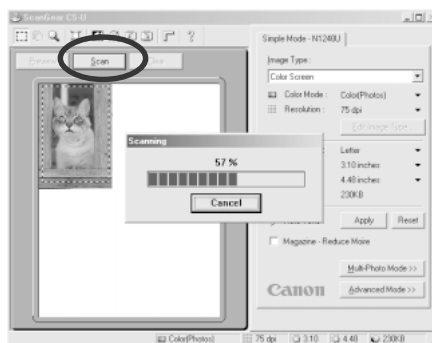 ScanGear CS-U
Simple Mode - N1240U
Preview Scan Clear
Image Type :
Color Screen
Color Mode : Color(Photos)
Resolution : 75 dpi
Edit Image Type...
Letter
3.10 inches
4.48 inches
230KB
Scanning
57 %
Cancel
Apply Reset
Magazine - Reduce Moire
Multi-Photo Mode >>
Canon
Advanced Mode >>
Color(Photos) 75 dpi 3.10 4.48 230KB